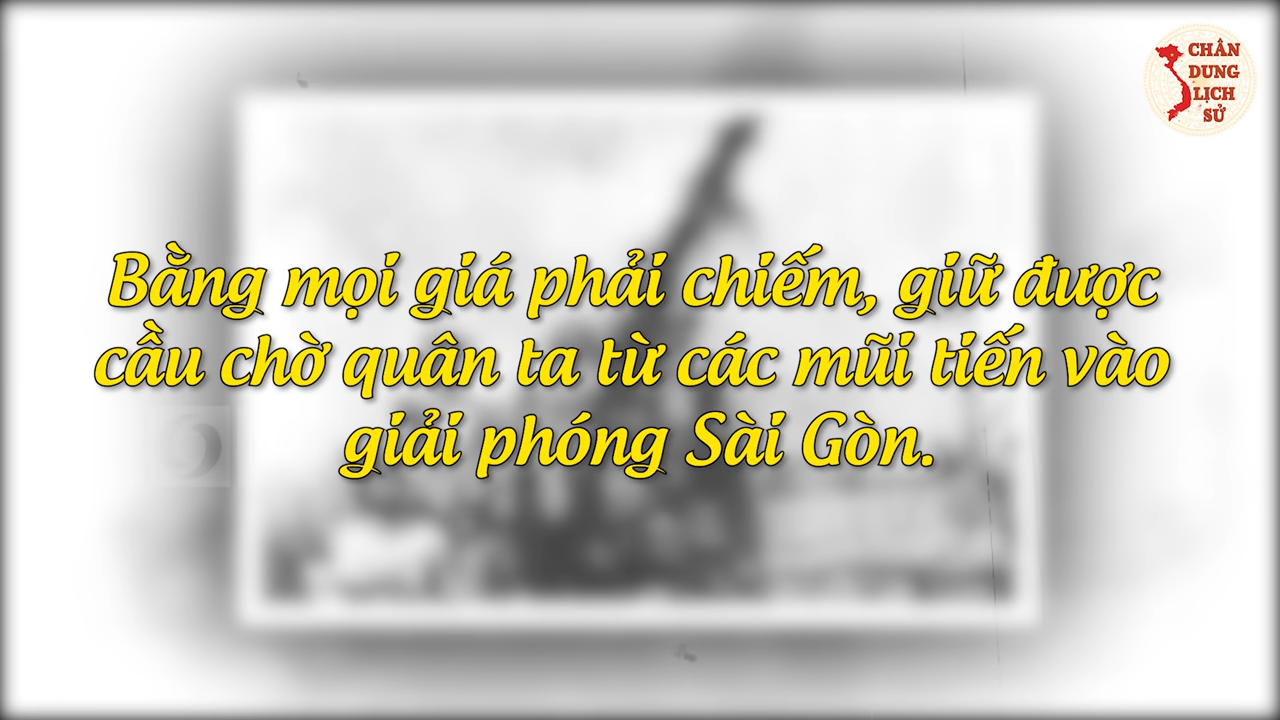 CHÂN
DUNG
LỊCH
SỬ
Bằng mọi giá phải chiếm, giữ được
cầu chờ quân ta từ các mũi tiến vào
giải phóng Sài Gòn.